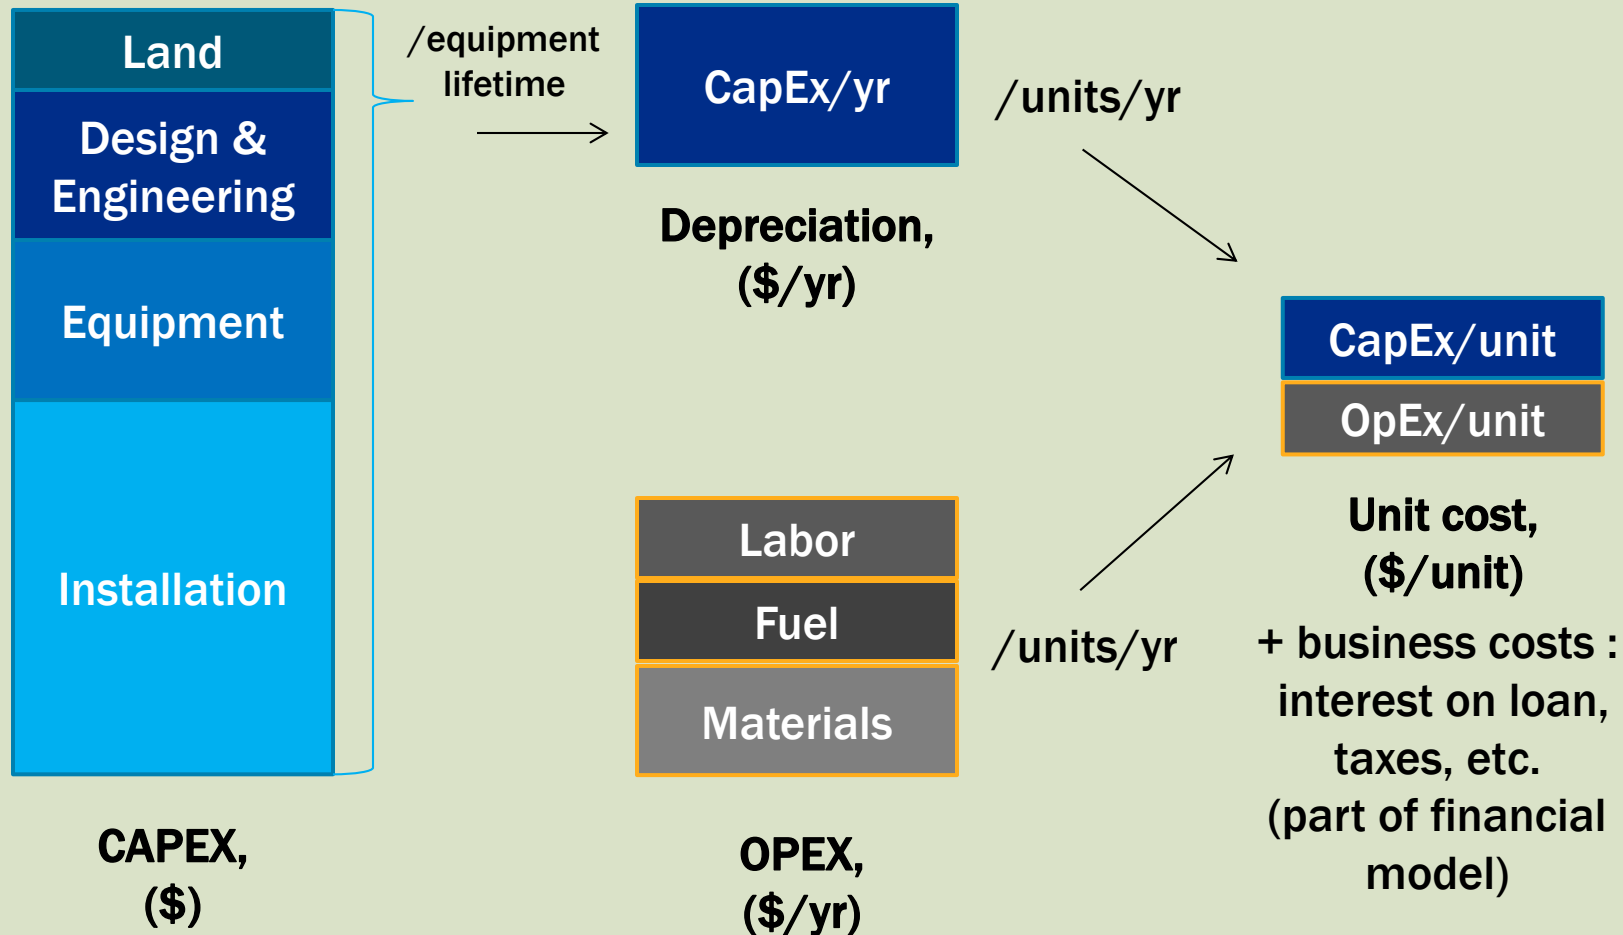 Land
Design &
Engineering
Equipment
Installation
CAPEX,
($)
/equipment
lifetime
CapEx/yr
Depreciation,
($/yr)
/units/yr
Labor
Fuel
Materials
OPEX,
($/yr)
/units/yr
CapEx/unit
OpEx/unit
Unit cost,
($/unit)
+ business costs :
interest on loan,
taxes, etc.
(part of financial
model)